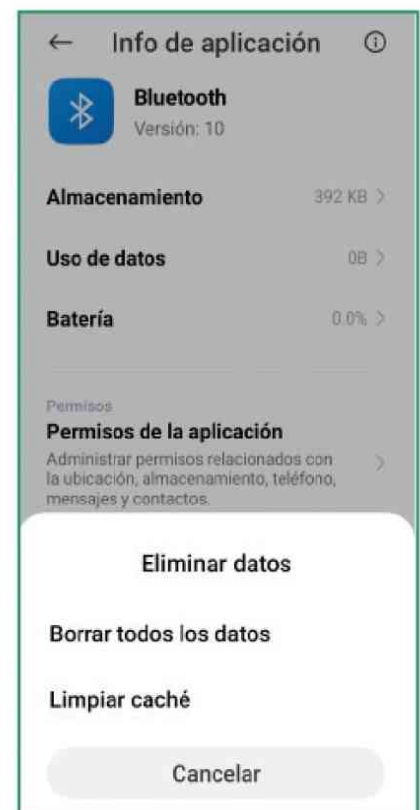 Info de aplicación
Bluetooth
Versión: 10
Almacenamiento 392 KB
Uso de datos 0B
Batería 0.0%
Permisos
Permisos de la aplicación
Administrar permisos relacionados con
la ubicación, almacenamiento, teléfono,
mensajes y contactos.
Eliminar datos
Borrar todos los datos
Limpiar caché
Cancelar